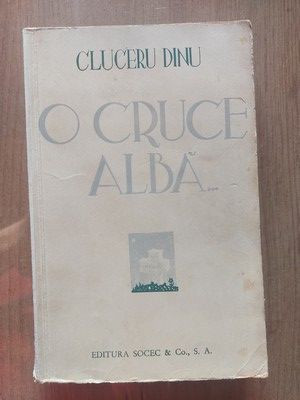 CLUCERU DINU
O CRUCE
ALBĂ...
EDITURA SOCEC & Co., S. A.